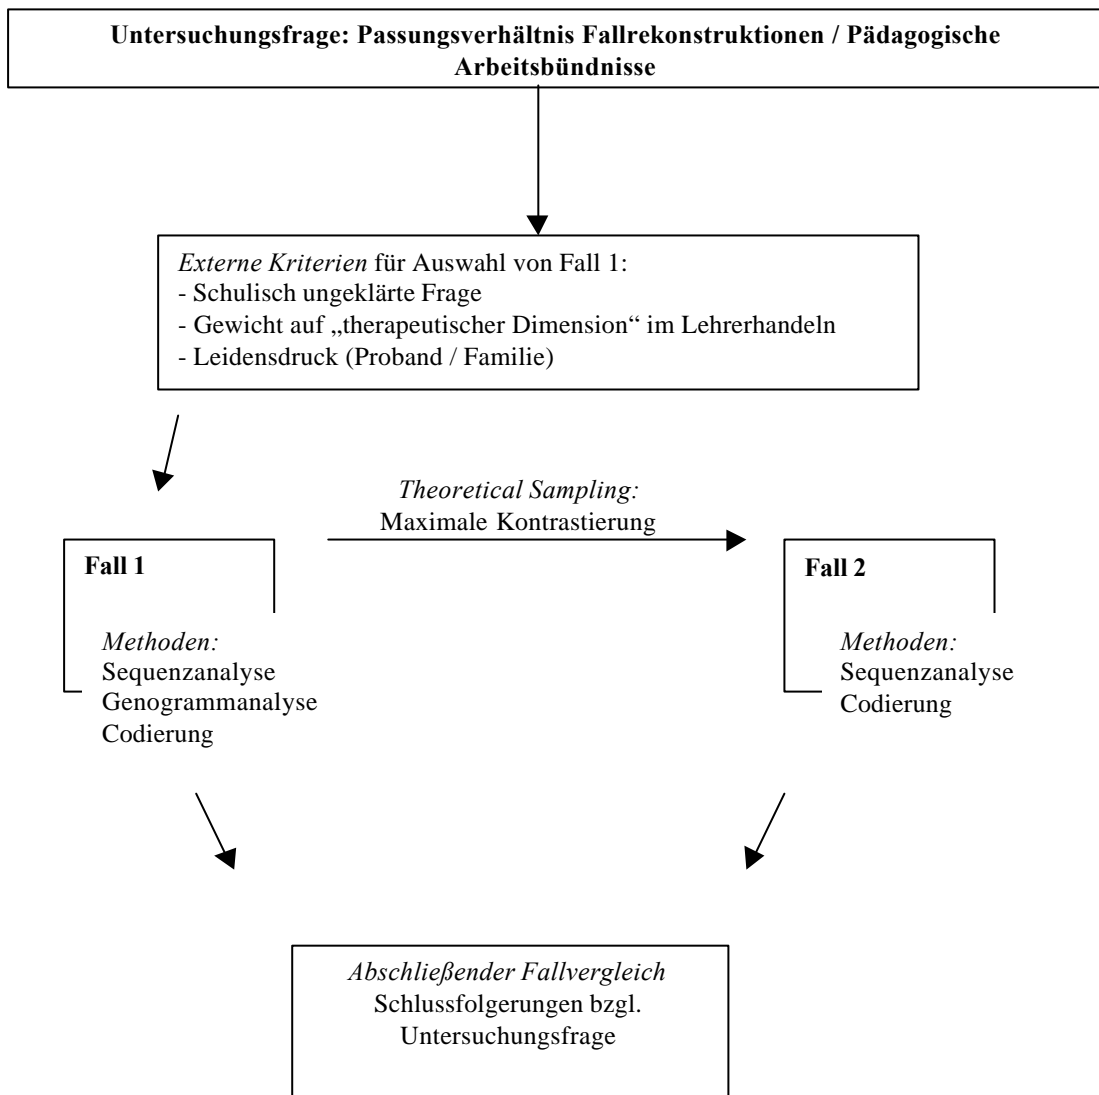 Untersuchungsfrage: Passungsverhältnis Fallrekonstruktionen / Pädagogische
Arbeitsbündnisse
Externe Kriterien für Auswahl von Fall 1:
- Schulisch ungeklärte Frage
- Gewicht auf „therapeutischer Dimension“ im Lehrerhandeln
- Leidensdruck (Proband / Familie)
Theoretical Sampling:
Maximale Kontrastierung
Fall 1
Methoden:
Sequenzanalyse
Genogrammanalyse
Codierung
Fall 2
Methoden:
Sequenzanalyse
Codierung
Abschließender Fallvergleich
Schlussfolgerungen bzgl.
Untersuchungsfrage